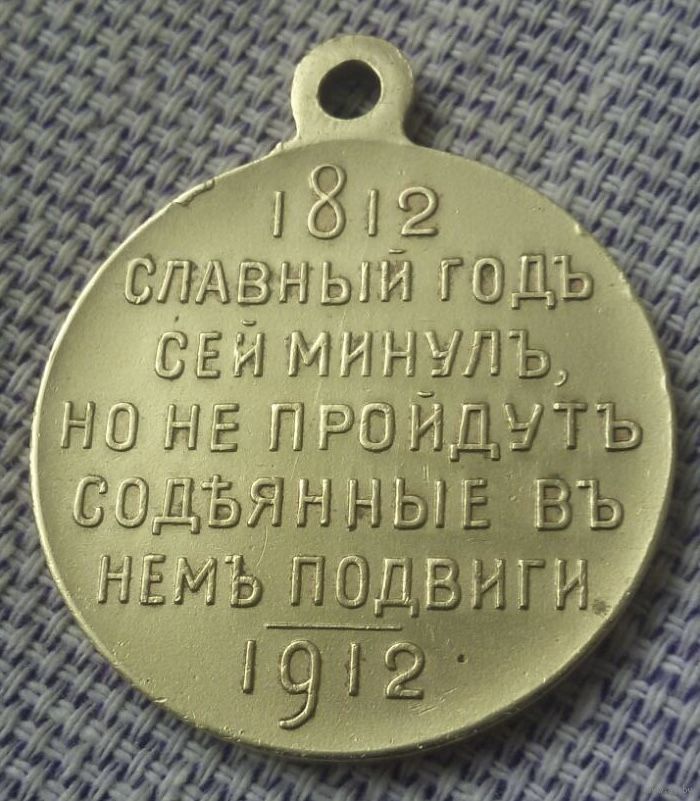 1812
СЛАВНЫЙ ГОДЪ
СЕЙ МИНУЛЪ,
НО НЕ ПРОЙДУТЪ
СОДѢЯННЫЕ ВЪ
НЕМЪ ПОДВИГИ
1912